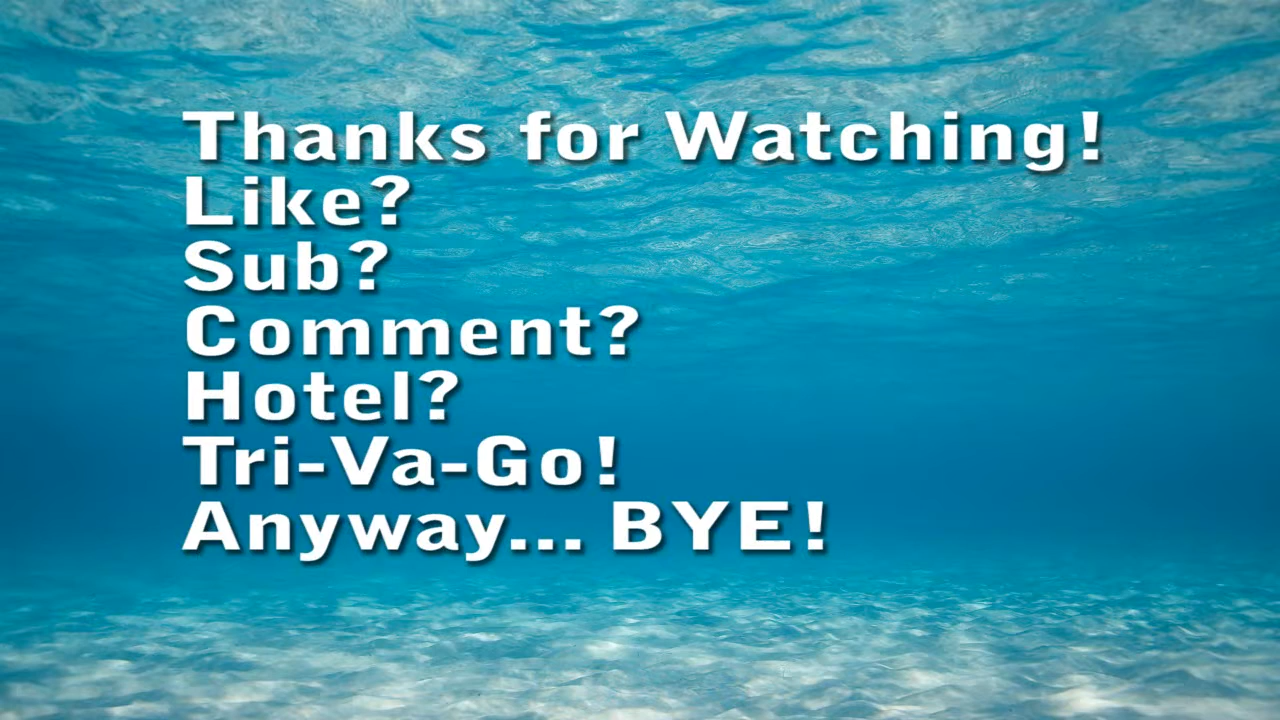 Thanks for Watching!
Like?
Sub?
Comment?
Hotel?
Tri-Va-Go!
Anyway... BYE!